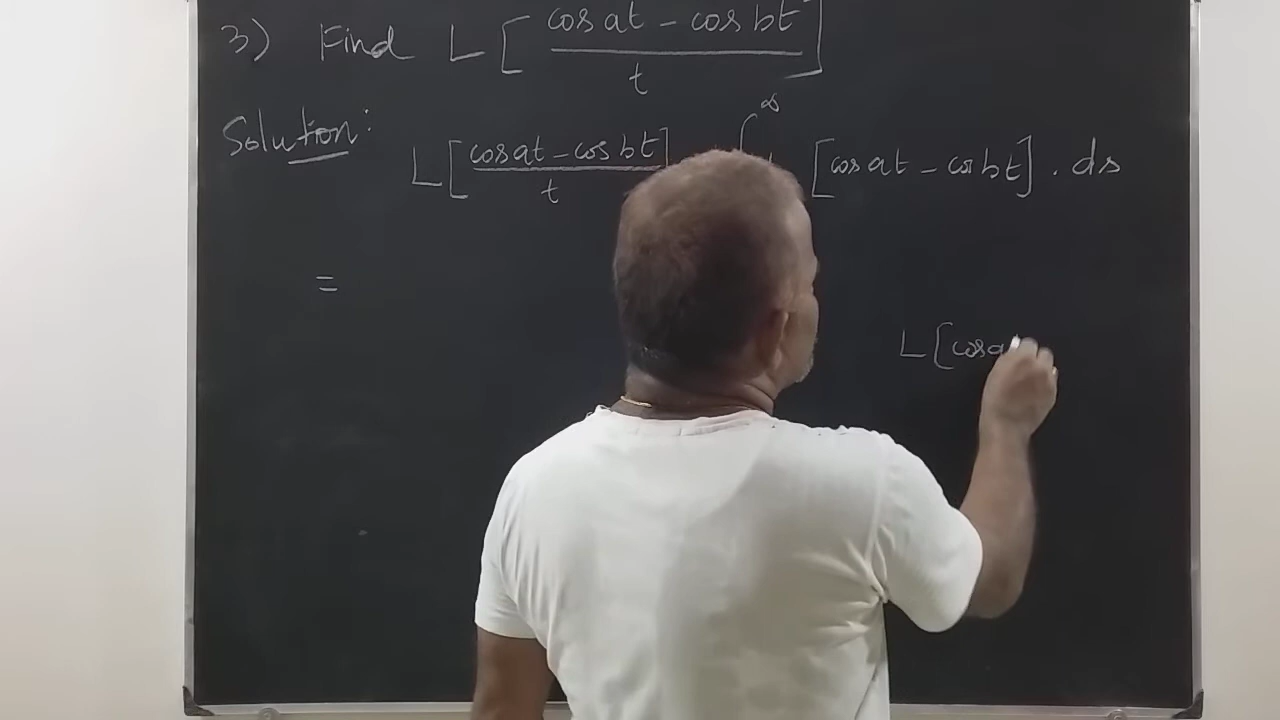 3) Find L[ (cos at - cos bt) / t ]
Solution: L[ (cos at - cos bt) / t ] ∫ ∞ [cos at - cos bt] . ds
=
L[cos a